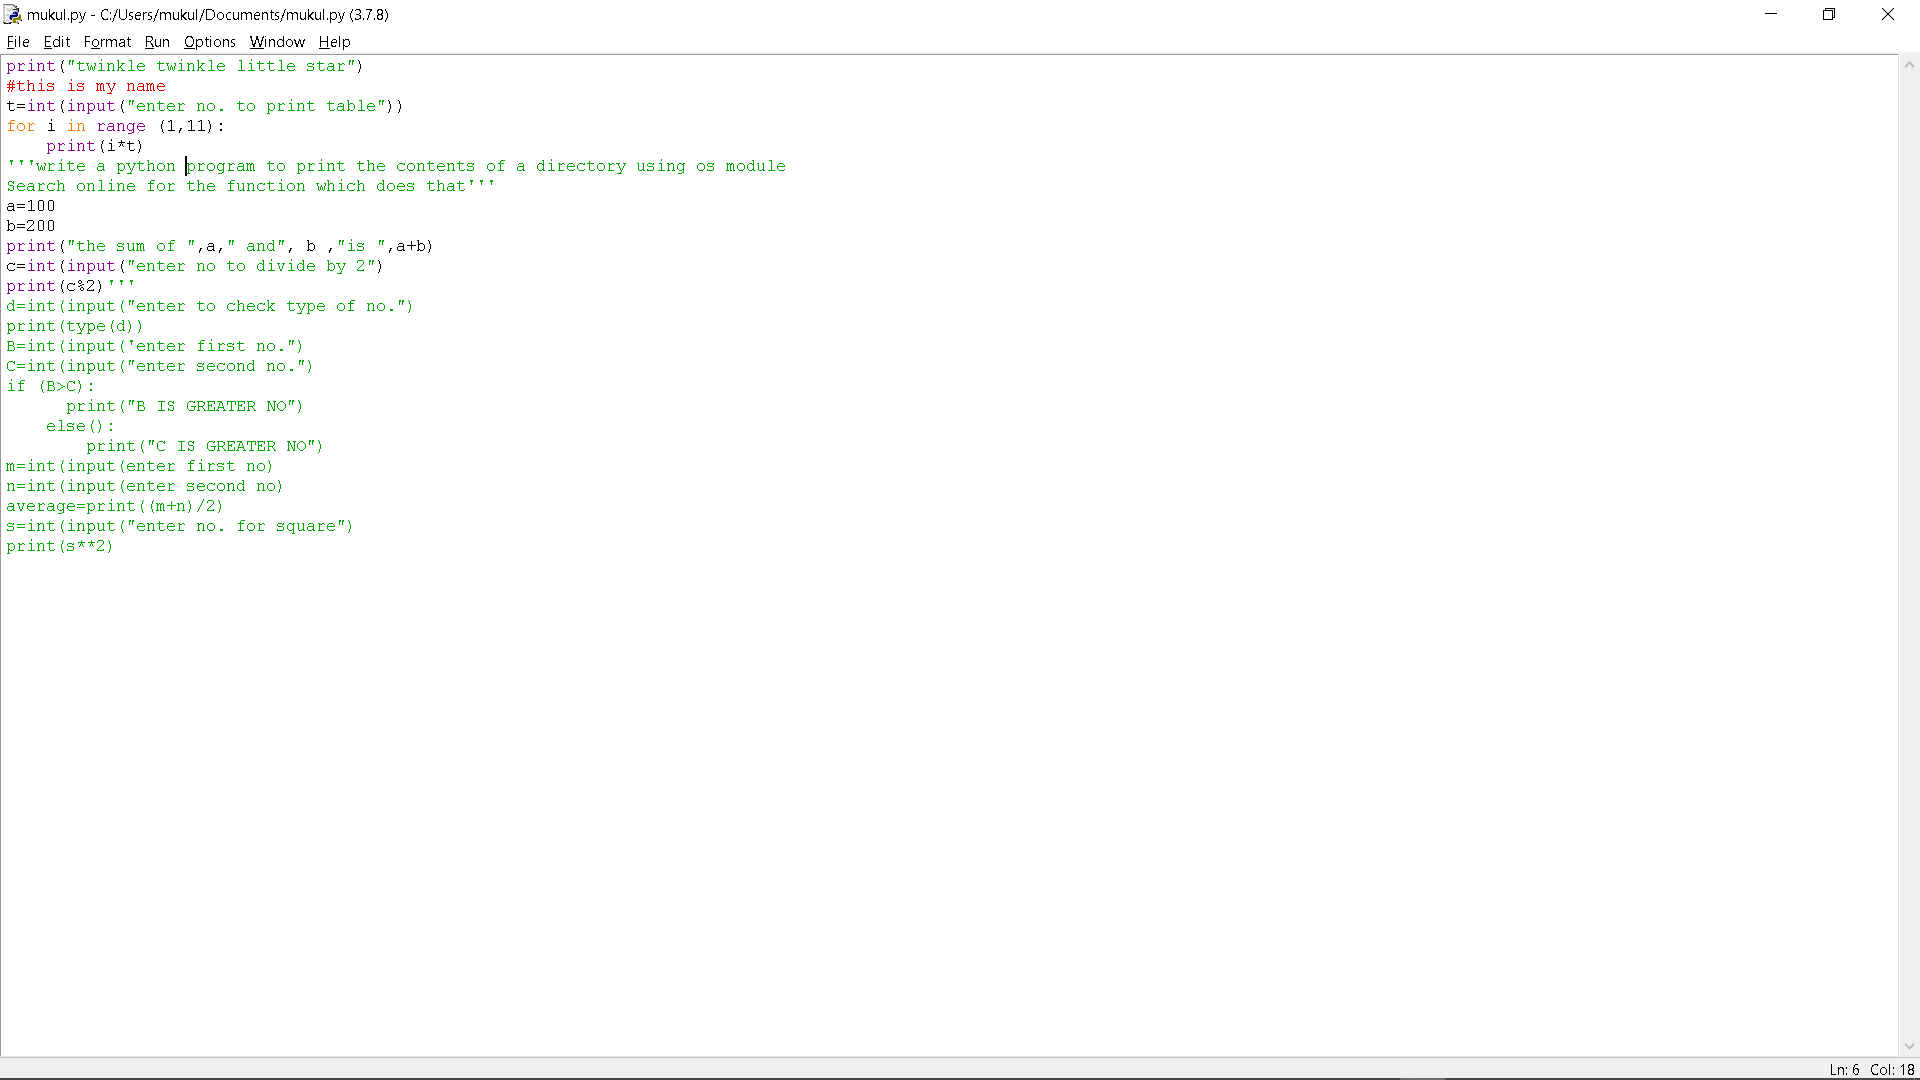 mukul.py - C:/Users/mukul/Documents/mukul.py (3.7.8)
File Edit Format Run Options Window Help
print("twinkle twinkle little star")
#this is my name
t=int(input("enter no. to print table"))
for i in range (1,11):
    print(i*t)
'''write a python program to print the contents of a directory using os module
Search online for the function which does that'''
a=100
b=200
print("the sum of ",a," and", b ,"is ",a+b)
c=int(input("enter no to divide by 2")
print(c%2)'''
d=int(input("enter to check type of no.")
print(type(d))
B=int(input('enter first no.")
C=int(input("enter second no.")
if (B>C):
      print("B IS GREATER NO")
    else():
        print("C IS GREATER NO")
m=int(input(enter first no)
n=int(input(enter second no)
average=print((m+n)/2)
s=int(input("enter no. for square")
print(s**2)
Ln: 6 Col: 18